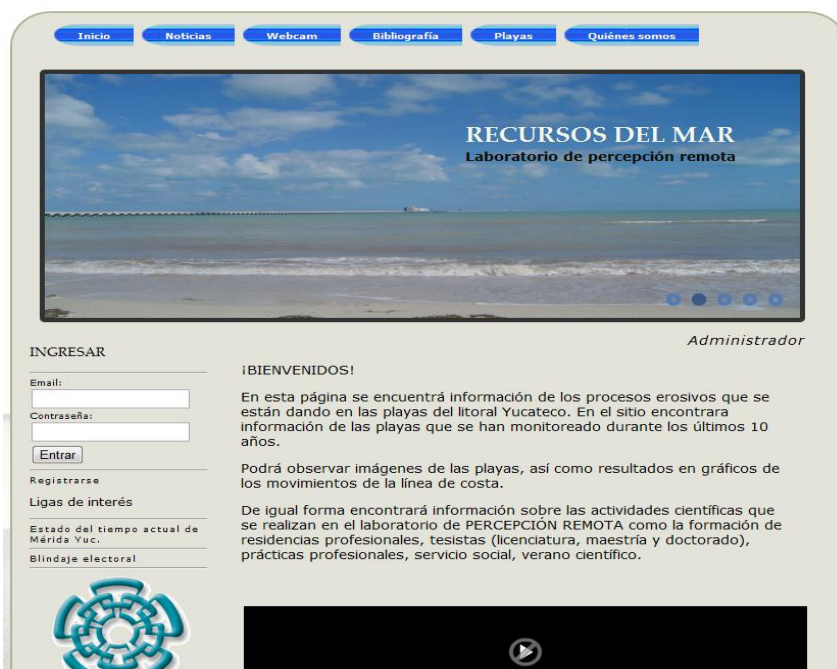 Inicio
Noticias
Webcam
Bibliografía
Playas
Quiénes somos
RECURSOS DEL MAR
Laboratorio de percepción remota
Administrador
INGRESAR
Email:
Contraseña:
Entrar
Registrarse
Ligas de interés
Estado del tiempo actual de
Mérida Yuc.
Blindaje electoral
¡BIENVENIDOS!
En esta página se encuentrá información de los procesos erosivos que se
están dando en las playas del litoral Yucateco. En el sitio encontrara
información de las playas que se han monitoreado durante los últimos 10
años.
Podrá observar imágenes de las playas, así como resultados en gráficos de
los movimientos de la línea de costa.
De igual forma encontrará información sobre las actividades científicas que
se realizan en el laboratorio de PERCEPCIÓN REMOTA como la formación de
residencias profesionales, tesistas (licenciatura, maestría y doctorado),
prácticas profesionales, servicio social, verano científico.